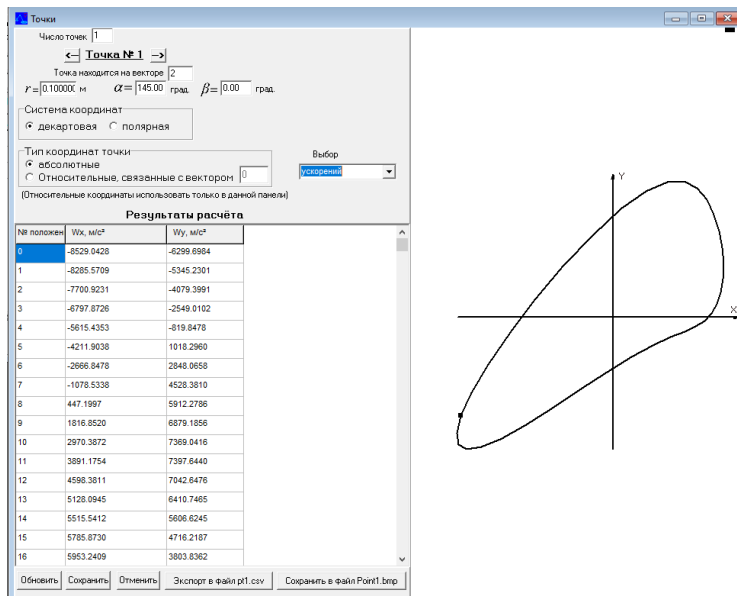 Точки
Число точек 1
<- Точка № 1 ->
Точка находится на векторе 2
r = 0.10000 м α = 145.00 град. β = 0.00 град.
Система координат
декартовая полярная
Тип координат точки
абсолютные
Относительные, связанные с вектором 0
Выбор
ускорений
(Относительные координаты использовать только в данной панели)
Результаты расчёта
№ положен Wx, м/с² Wy, м/с²
0 -8529.0428 -6299.6984
1 -8285.5709 -5345.2301
2 -7700.9231 -4079.3991
3 -6797.8726 -2549.0102
4 -5615.4353 -819.8478
5 -4211.9038 1018.2960
6 -2666.8478 2848.0658
7 -1078.5338 4528.3810
8 447.1997 5912.2786
9 1816.8520 6879.1856
10 2970.3872 7369.0416
11 3891.1754 7397.6440
12 4598.3811 7042.6476
13 5128.0945 6410.7465
14 5515.5412 5606.6245
15 5785.8730 4716.2187
16 5953.2409 3803.8362
Обновить Сохранить Отменить Экспорт в файл pt1.csv Сохранить в файл Point1.bmp
Y
X